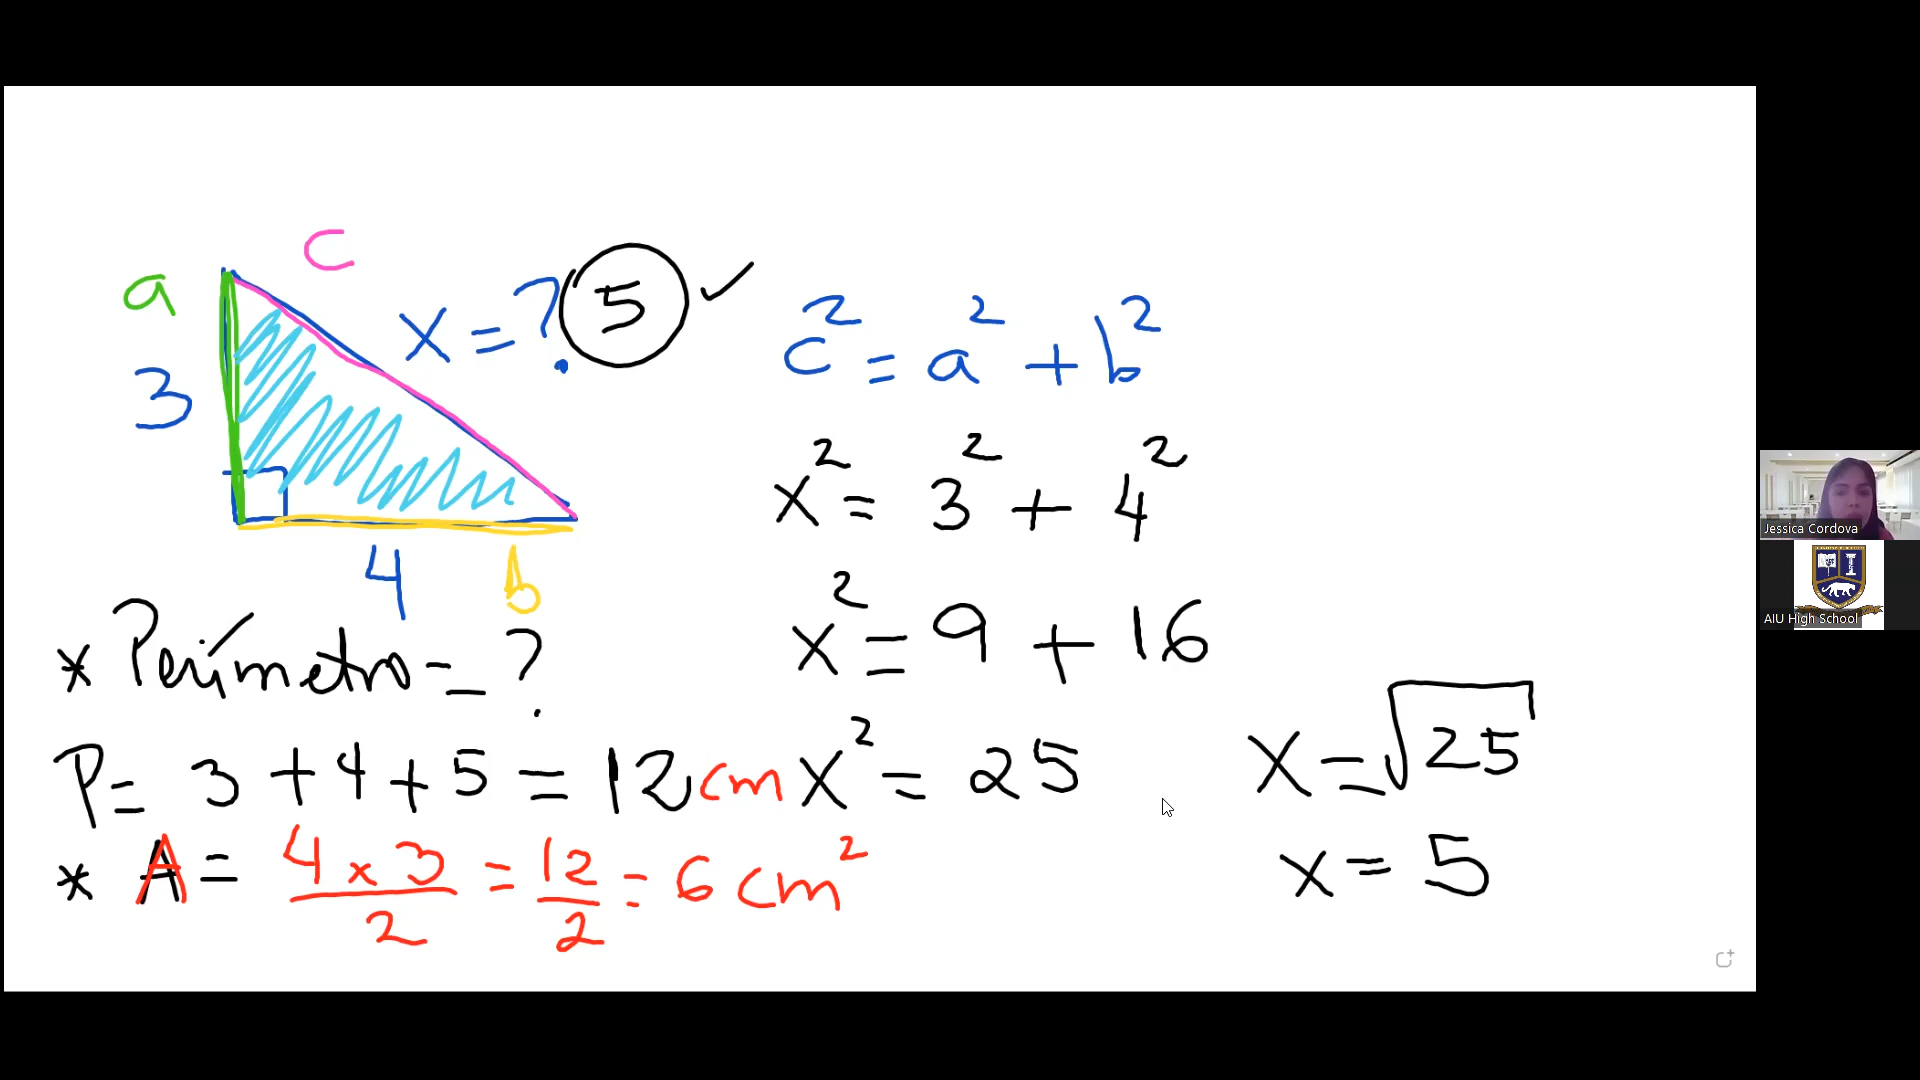 c
a
x = ? 5 ✓
3
4
b
c² = a² + b²
x² = 3² + 4²
x² = 9 + 16
x² = 25
x = √25
x = 5
* Perímetro = ?
P = 3 + 4 + 5 = 12 cm
* A = 4 x 3 / 2 = 12 / 2 = 6 cm²
Jessica Cordova
AIU High School